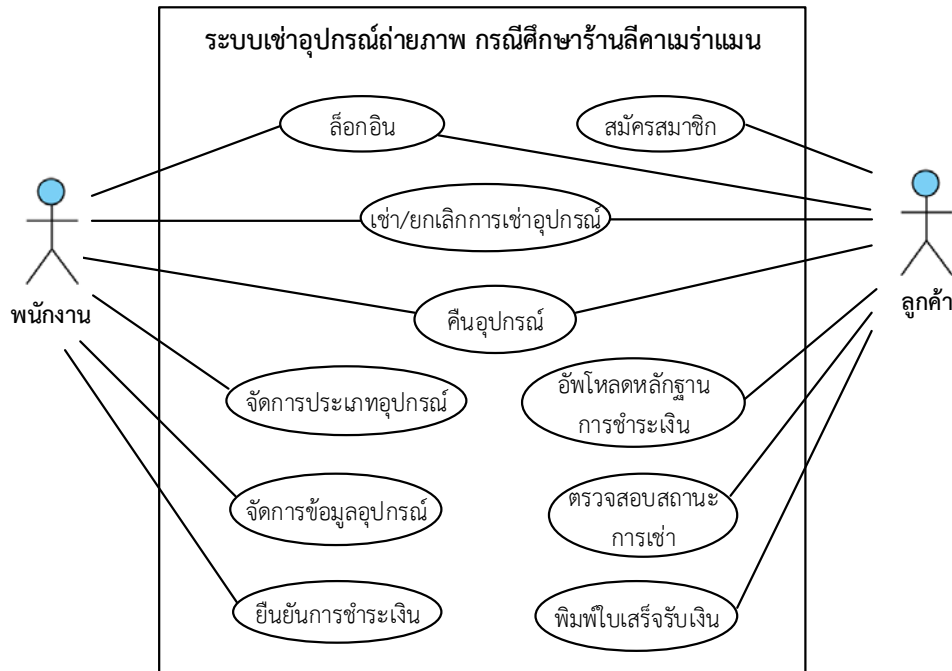 ระบบเช่าอุปกรณ์ถ่ายภาพ กรณีศึกษาร้านลีคาเมร่าแมน
ล็อกอิน
สมัครสมาชิก
เช่า/ยกเลิกการเช่าอุปกรณ์
พนักงาน
ลูกค้า
คืนอุปกรณ์
จัดการประเภทอุปกรณ์
อัพโหลดหลักฐาน
การชำระเงิน
จัดการข้อมูลอุปกรณ์
ตรวจสอบสถานะ
การเช่า
ยืนยันการชำระเงิน
พิมพ์ใบเสร็จรับเงิน